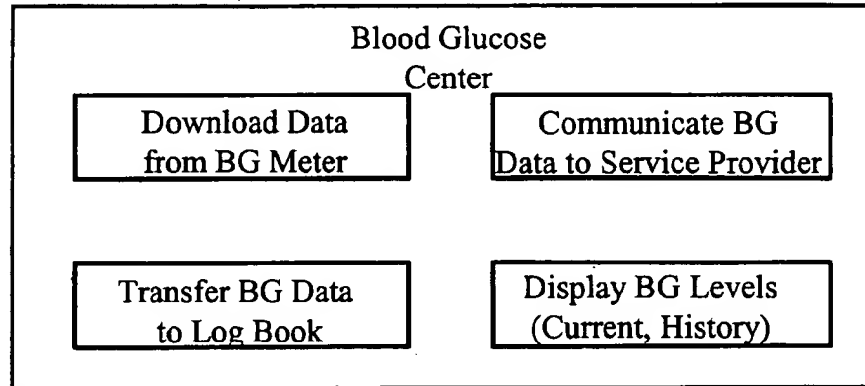 Blood Glucose
Center
Download Data
from BG Meter
Communicate BG
Data to Service Provider
Transfer BG Data
to Log Book
Display BG Levels
(Current, History)